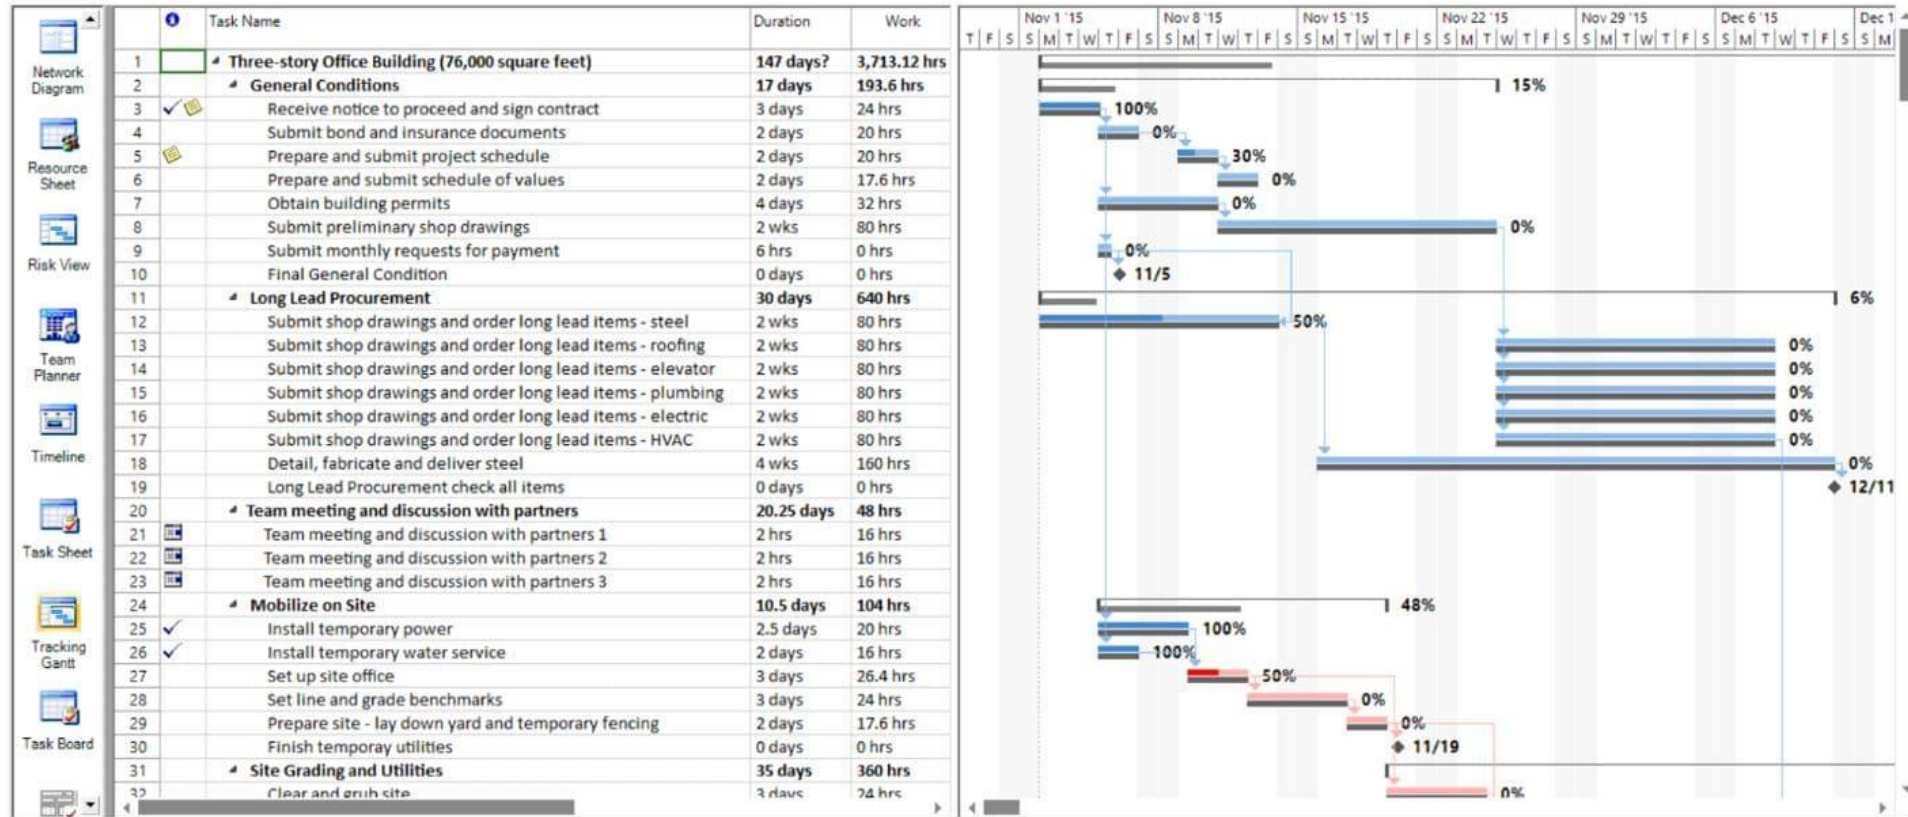 Network
Diagram
Resource
Sheet
Risk View
Team
Planner
Timeline
Task Sheet
Tracking
Gantt
Task Board
Task Name Duration Work
1 Three-story Office Building (76,000 square feet) 147 days? 3,713.12 hrs
2 General Conditions 17 days 193.6 hrs
3 Receive notice to proceed and sign contract 3 days 24 hrs
4 Submit bond and insurance documents 2 days 20 hrs
5 Prepare and submit project schedule 2 days 20 hrs
6 Prepare and submit schedule of values 2 days 17.6 hrs
7 Obtain building permits 4 days 32 hrs
8 Submit preliminary shop drawings 2 wks 80 hrs
9 Submit monthly requests for payment 6 hrs 0 hrs
10 Final General Condition 0 days 0 hrs
11 Long Lead Procurement 30 days 640 hrs
12 Submit shop drawings and order long lead items - steel 2 wks 80 hrs
13 Submit shop drawings and order long lead items - roofing 2 wks 80 hrs
14 Submit shop drawings and order long lead items - elevator 2 wks 80 hrs
15 Submit shop drawings and order long lead items - plumbing 2 wks 80 hrs
16 Submit shop drawings and order long lead items - electric 2 wks 80 hrs
17 Submit shop drawings and order long lead items - HVAC 2 wks 80 hrs
18 Detail, fabricate and deliver steel 4 wks 160 hrs
19 Long Lead Procurement check all items 0 days 0 hrs
20 Team meeting and discussion with partners 20.25 days 48 hrs
21 Team meeting and discussion with partners 1 2 hrs 16 hrs
22 Team meeting and discussion with partners 2 2 hrs 16 hrs
23 Team meeting and discussion with partners 3 2 hrs 16 hrs
24 Mobilize on Site 10.5 days 104 hrs
25 Install temporary power 2.5 days 20 hrs
26 Install temporary water service 2 days 16 hrs
27 Set up site office 3 days 26.4 hrs
28 Set line and grade benchmarks 3 days 24 hrs
29 Prepare site - lay down yard and temporary fencing 2 days 17.6 hrs
30 Finish temporay utilities 0 days 0 hrs
31 Site Grading and Utilities 35 days 360 hrs
32 Clear and grub site 3 days 24 hrs
Nov 1 '15 Nov 8 '15 Nov 15 '15 Nov 22 '15 Nov 29 '15 Dec 6 '15 Dec 1
T F S S M T W T F S S M T W T F S S M T W T F S S M T W T F S S M T W T F S S M T W T F S S M
15%
100%
0%
30%
0%
0%
0%
0%
11/5
6%
50%
0%
0%
0%
0%
0%
0%
12/11
48%
100%
100%
50%
0%
0%
11/19
0%